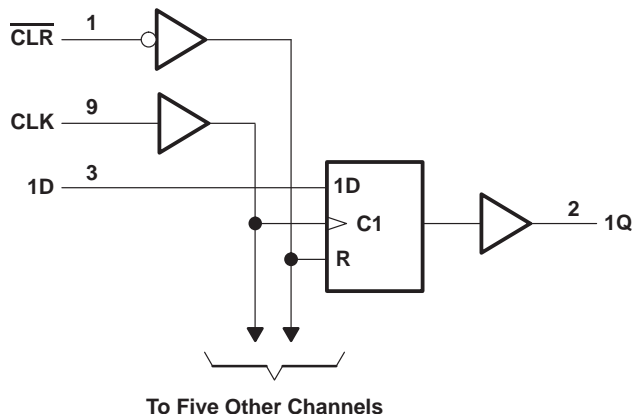 CLR 1
CLK 9
1D 3
1D
C1
R
2 1Q
To Five Other Channels